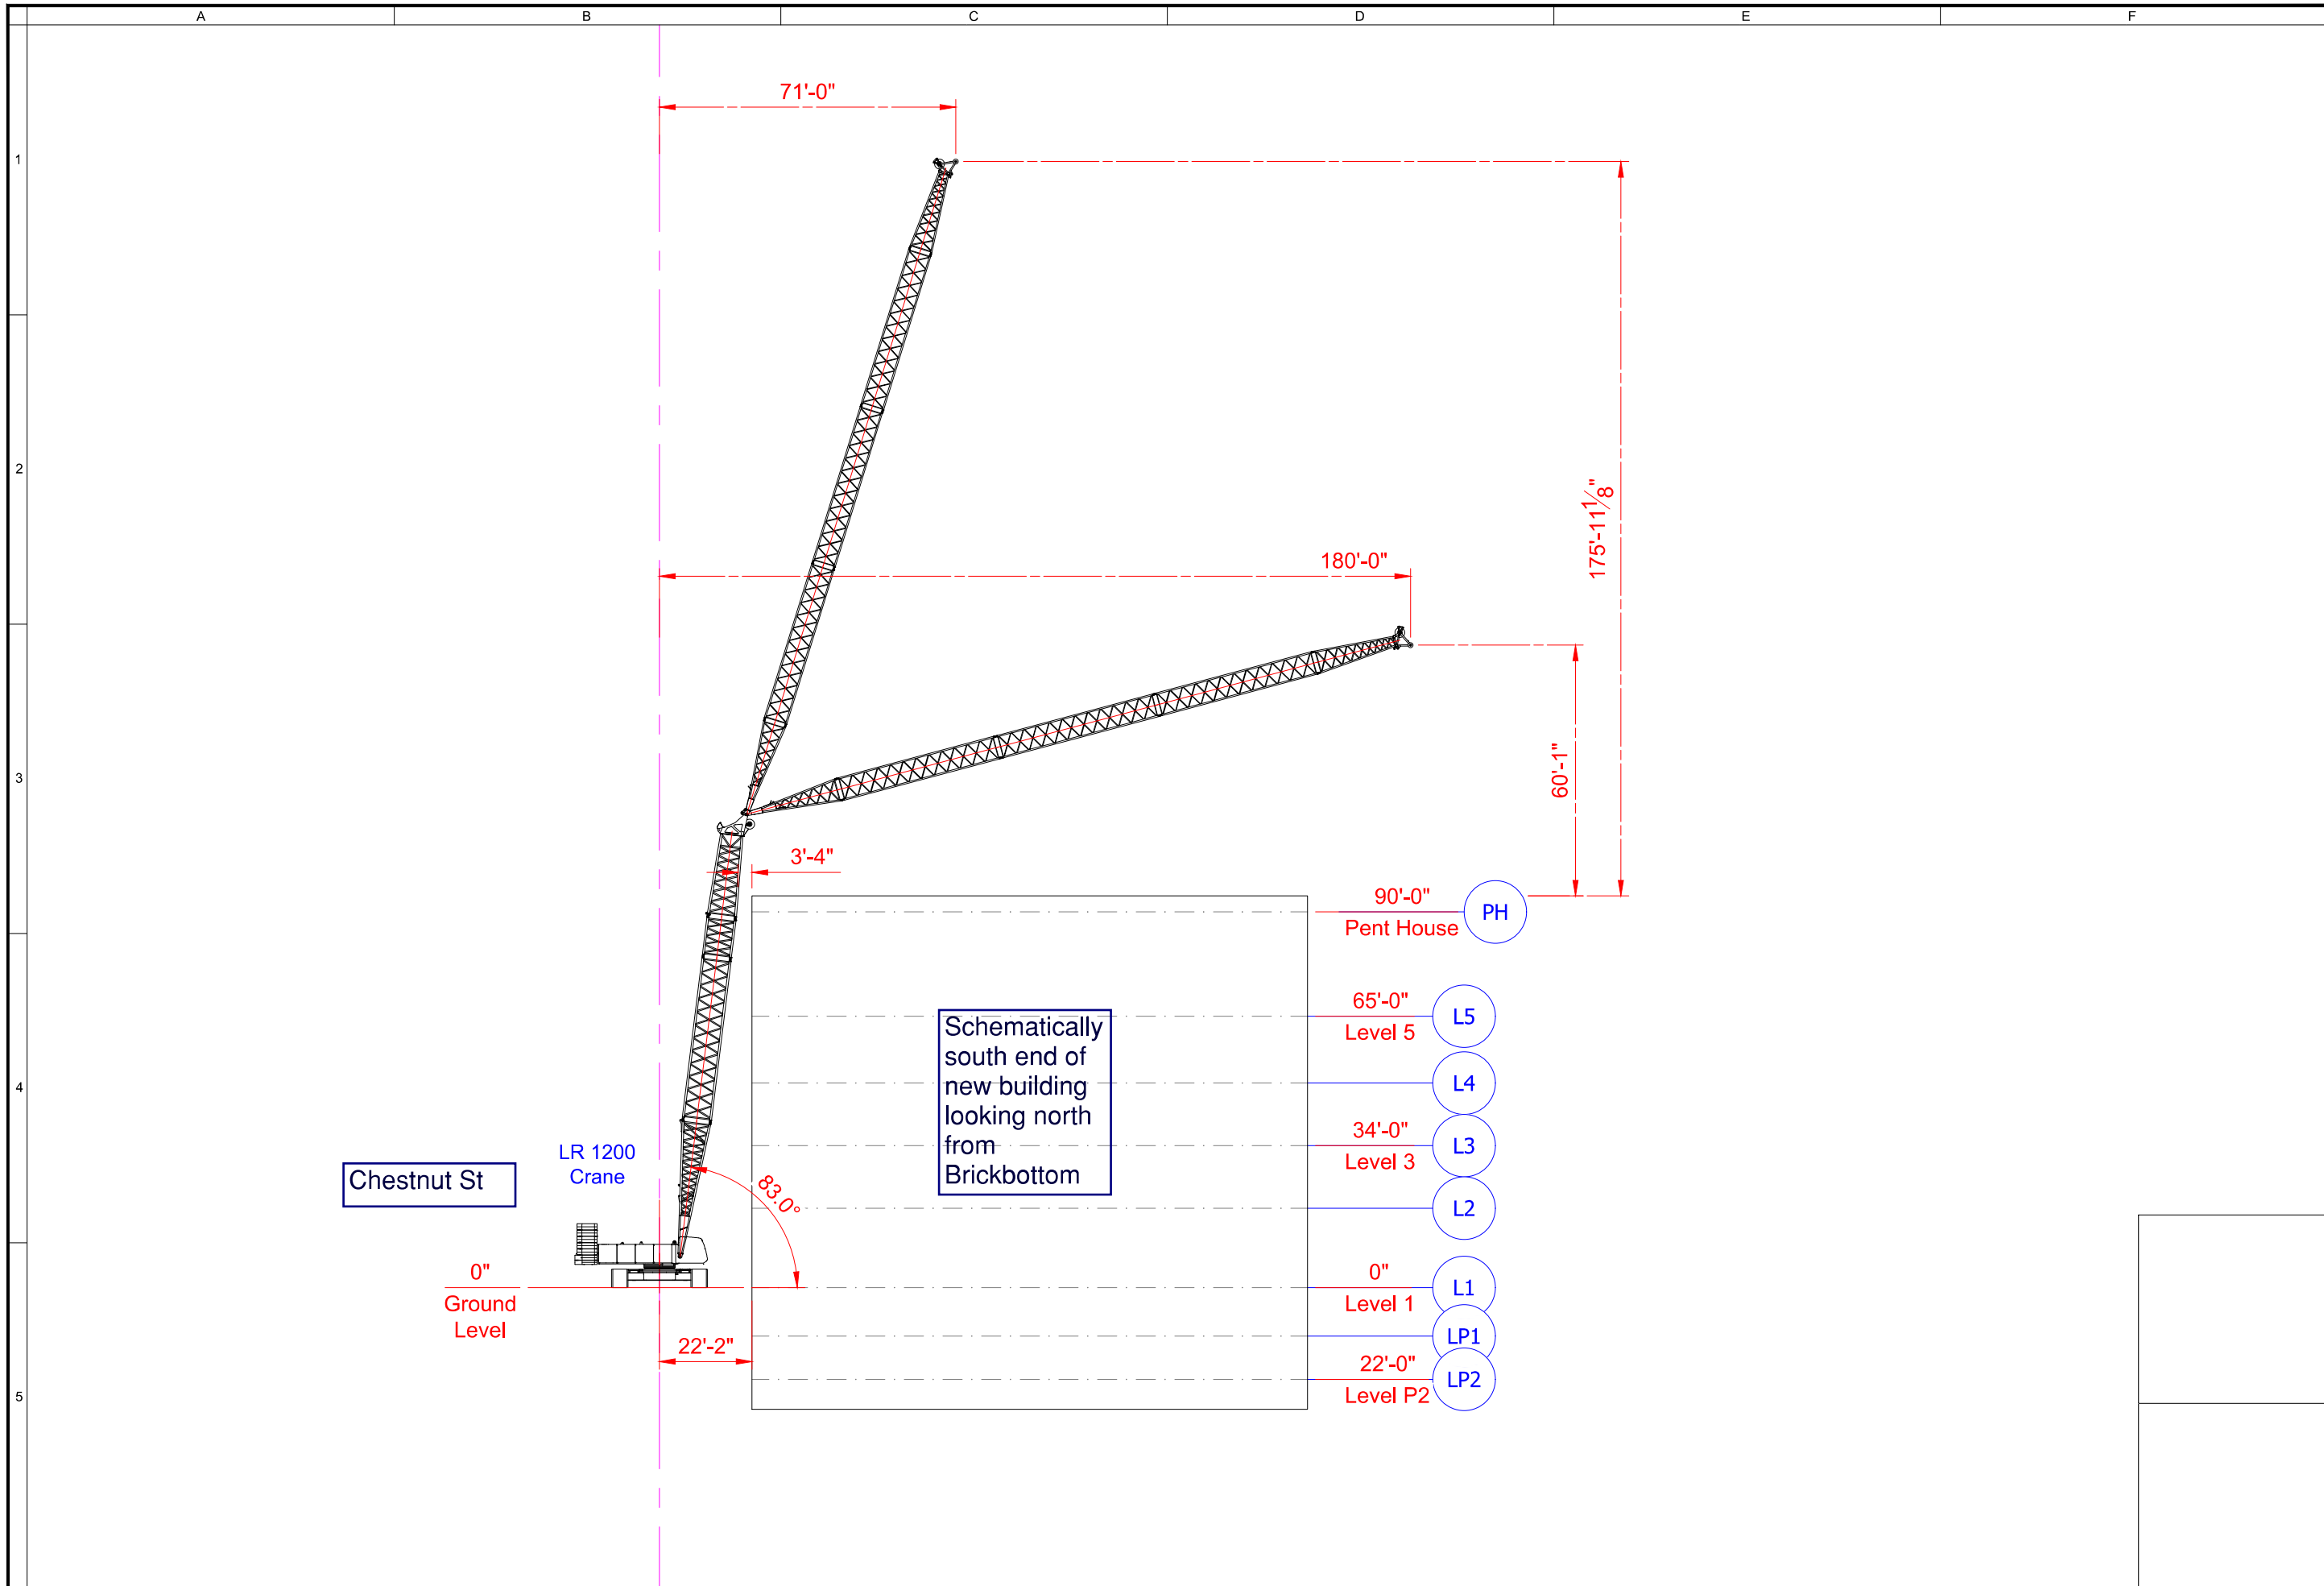 A B C D E F
71'-0"
1
2
175'-11 1/8"
180'-0"
3
60'-1"
3'-4"
90'-0"
Pent House
PH
65'-0"
Level 5
L5
Schematically
south end of
new building
looking north
from
Brickbottom
L4
4
34'-0"
Level 3
L3
LR 1200
Crane
Chestnut St
83.0°
L2
0"
Ground
Level
0"
Level 1
L1
22'-2"
LP1
22'-0"
Level P2
LP2
5